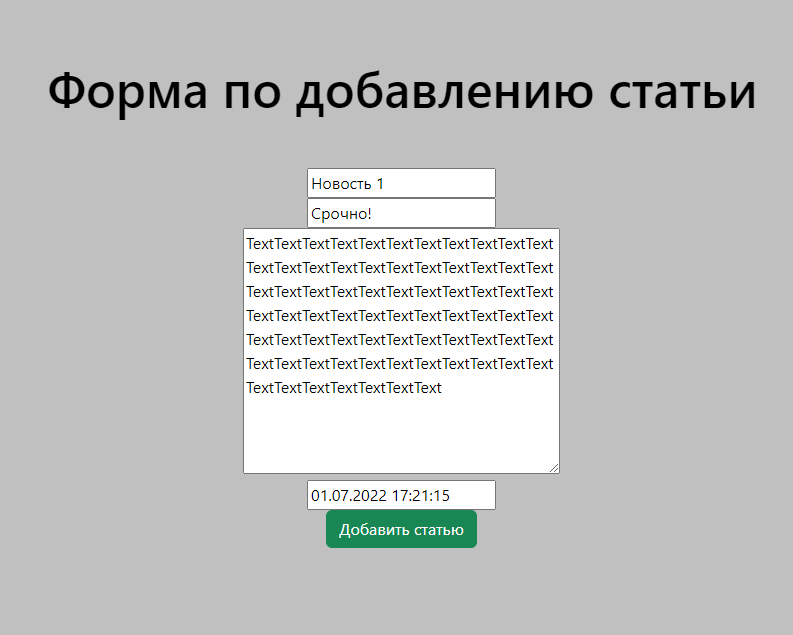 Форма по добавлению статьи
Новость 1
Срочно!
TextTextTextTextTextTextTextTextTextTextText
TextTextTextTextTextTextTextTextTextTextText
TextTextTextTextTextTextTextTextTextTextText
TextTextTextTextTextTextTextTextTextTextText
TextTextTextTextTextTextTextTextTextTextText
TextTextTextTextTextTextTextTextTextTextText
TextTextTextTextTextTextText
01.07.2022 17:21:15
Добавить статью